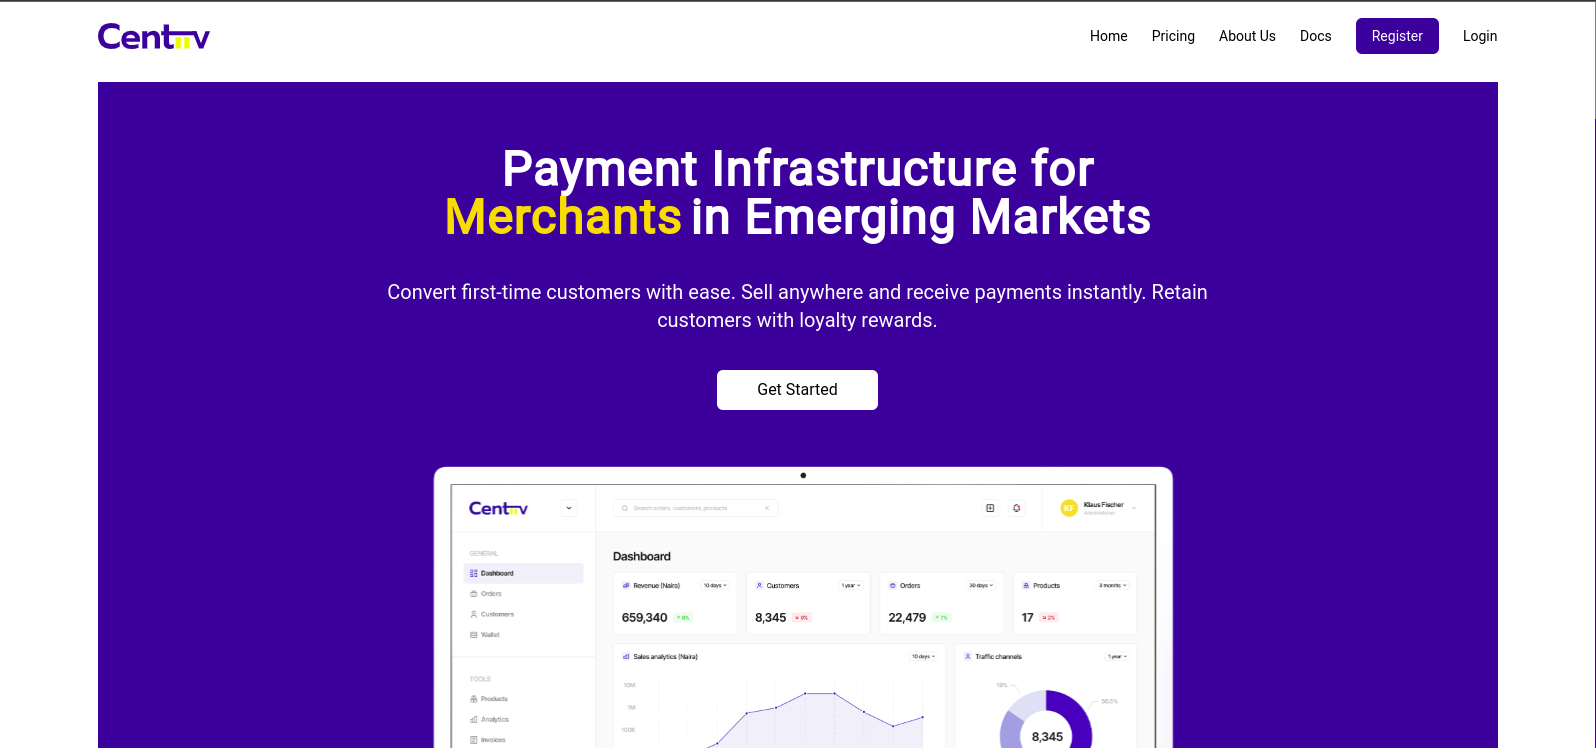 Centiiv
Home Pricing About Us Docs Register Login
Payment Infrastructure for
Merchants in Emerging Markets
Convert first-time customers with ease. Sell anywhere and receive payments instantly. Retain
customers with loyalty rewards.
Get Started
Centiiv
Search orders, customers, products
KF
Klaus Fischer
Administrator
GENERAL
Dashboard
Orders
Customers
Wallet
TOOLS
Products
Analytics
Invoices
Dashboard
Revenue (Naira) 10 days
659,340 8%
Customers 1 year
8,345
Orders 30 days
22,479 7%
Products 3 months
17 2%
Sales analytics (Naira) 10 days
10M
1M
100K
Traffic channels 1 year
19%
50.5%
8,345